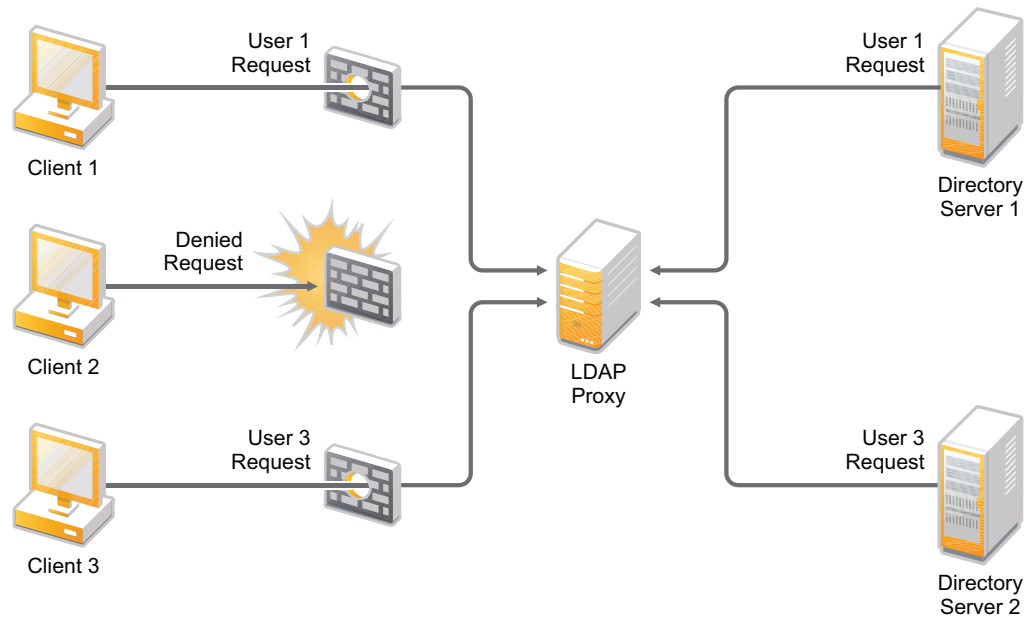 User 1
Request
User 1
Request
Client 1
Directory
Server 1
Denied
Request
Client 2
LDAP
Proxy
User 3
Request
User 3
Request
Client 3
Directory
Server 2